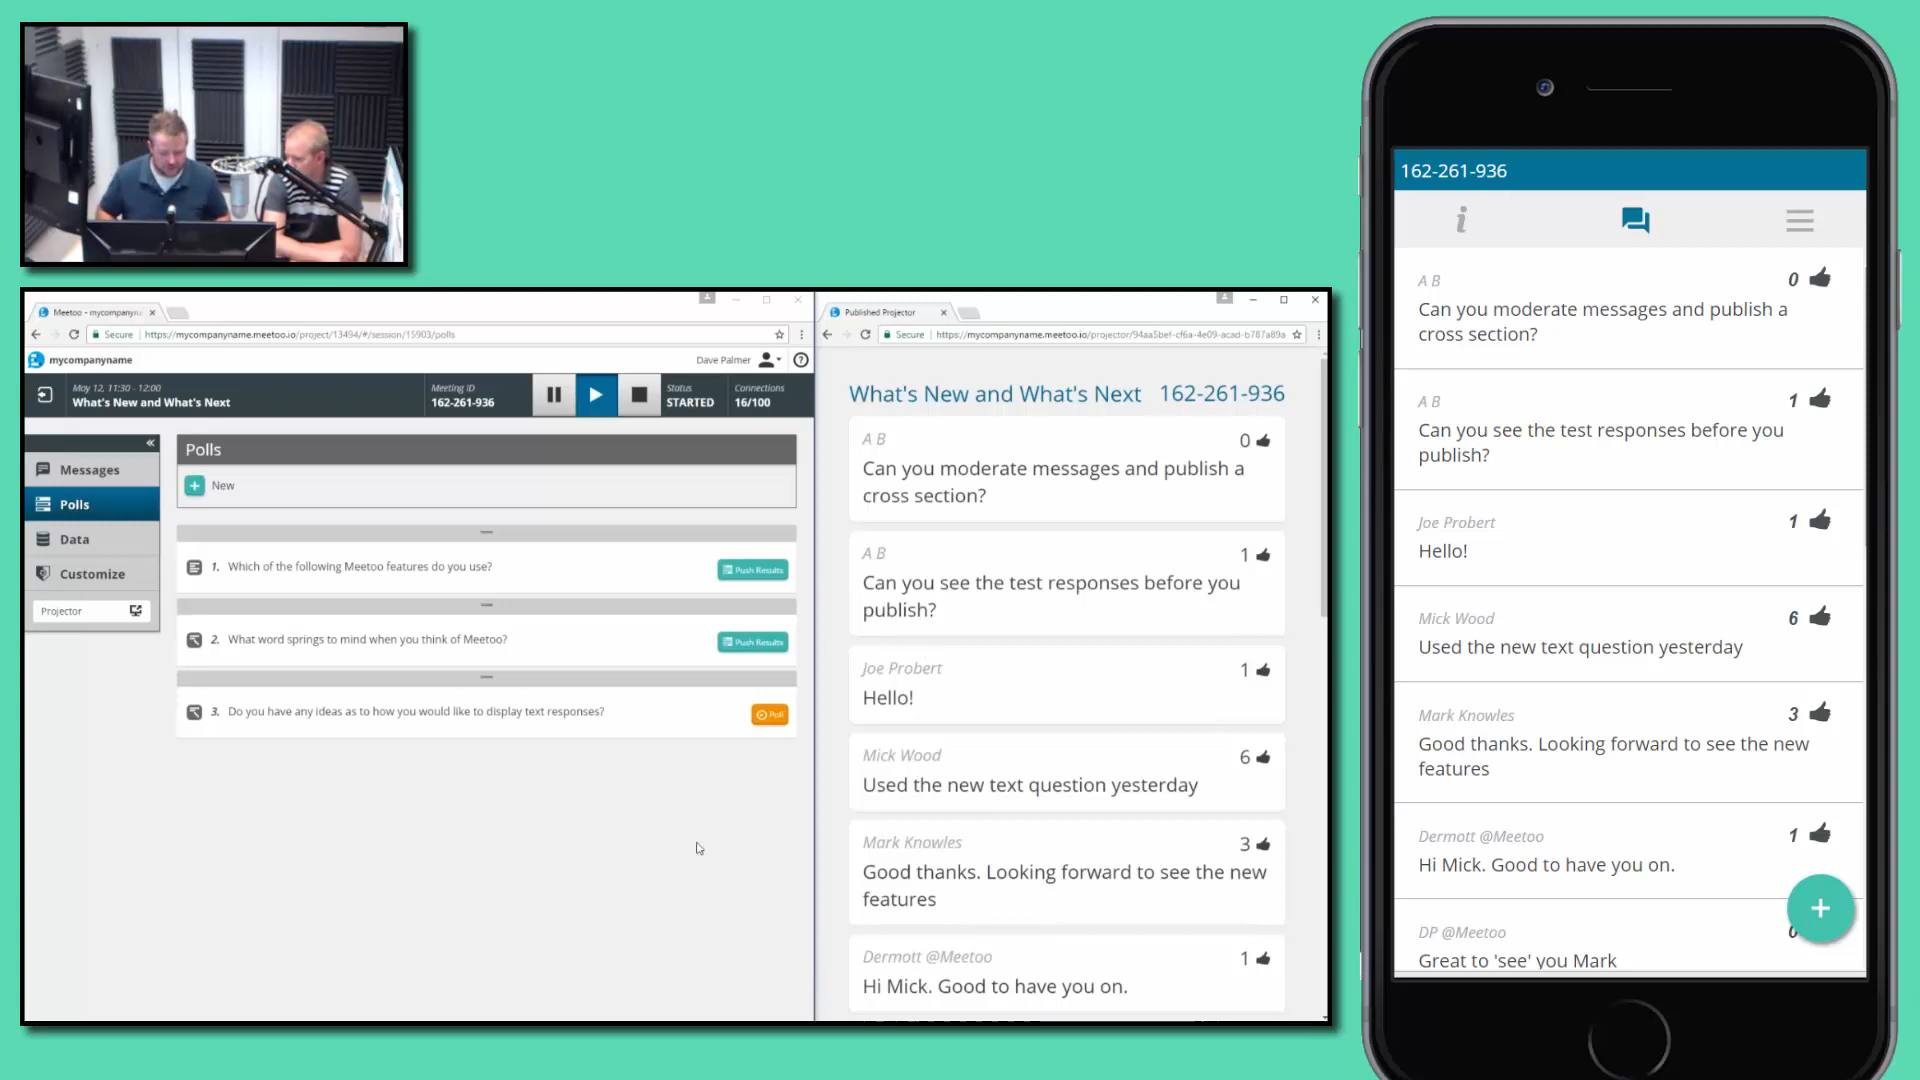 Meetoo - mycompanyna
Secure https://mycompanyname.meetoo.io/project/13494/#/session/15903/polls
mycompanyname
Dave Palmer
May 12, 11:30 - 12:00
What's New and What's Next
Meeting ID
162-261-936
Status
STARTED
Connections
16/100
Messages
Polls
Data
Customize
Projector
Polls
New
1. Which of the following Meetoo features do you use?
Push Results
2. What word springs to mind when you think of Meetoo?
Push Results
3. Do you have any ideas as to how you would like to display text responses?
Poll
Published Projector
Secure https://mycompanyname.meetoo.io/projector/94aa5bef-cf6a-4e09-acad-b787a89a
What's New and What's Next 162-261-936
A B 0
Can you moderate messages and publish a
cross section?
A B 1
Can you see the test responses before you
publish?
Joe Probert 1
Hello!
Mick Wood 6
Used the new text question yesterday
Mark Knowles 3
Good thanks. Looking forward to see the new
features
Dermott @Meetoo 1
Hi Mick. Good to have you on.
162-261-936
A B 0
Can you moderate messages and publish a
cross section?
A B 1
Can you see the test responses before you
publish?
Joe Probert 1
Hello!
Mick Wood 6
Used the new text question yesterday
Mark Knowles 3
Good thanks. Looking forward to see the new
features
Dermott @Meetoo 1
Hi Mick. Good to have you on.
DP @Meetoo 0
Great to 'see' you Mark